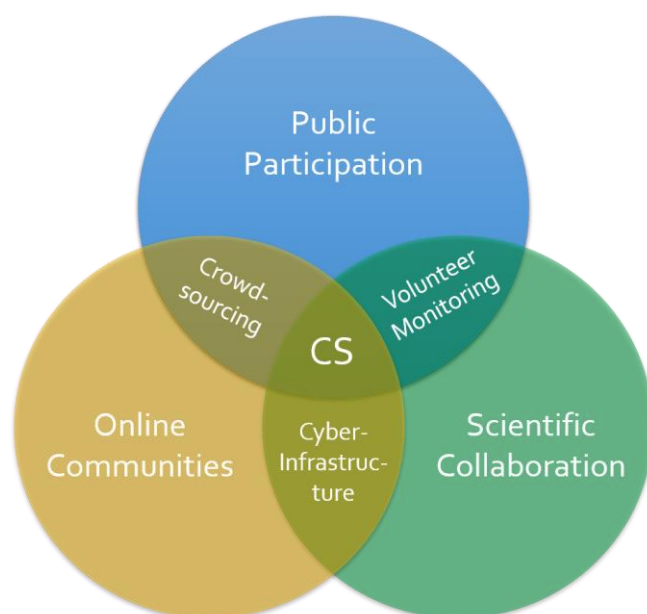 Public
Participation
Crowd-
sourcing
Volunteer
Monitoring
CS
Online
Communities
Cyber-
Infrastruc-
ture
Scientific
Collaboration